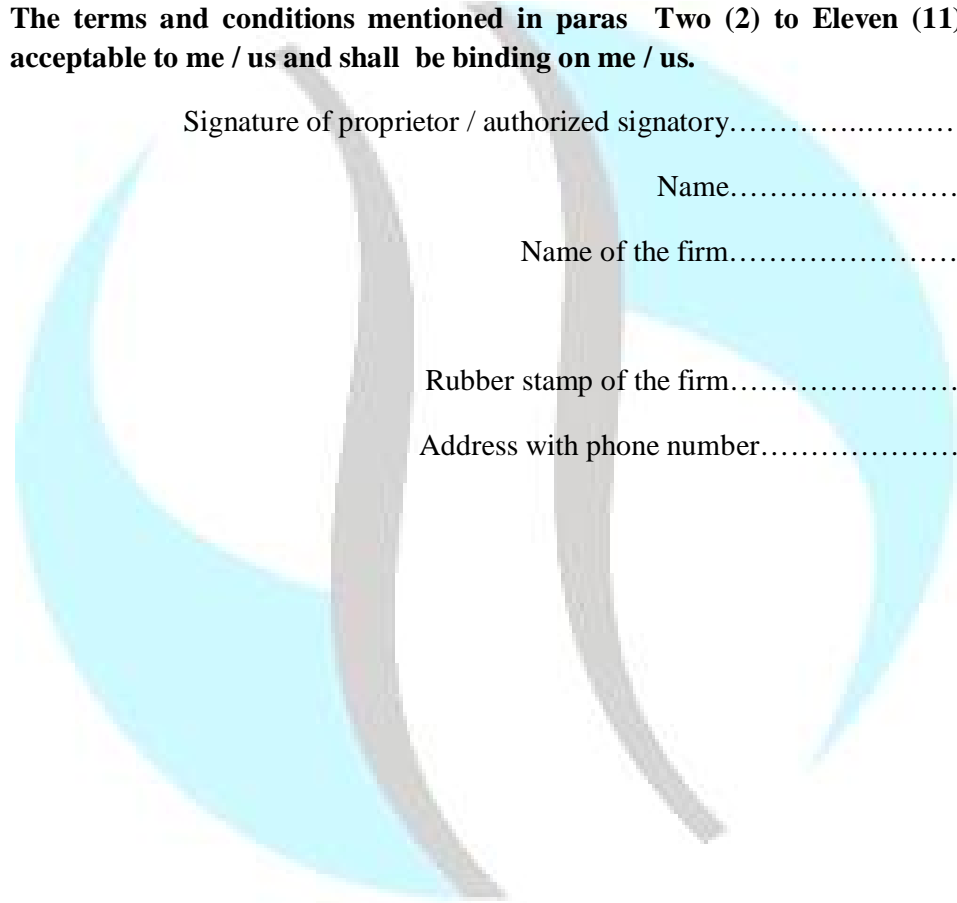 The terms and conditions mentioned in paras Two (2) to Eleven (11)
acceptable to me / us and shall be binding on me / us.
Signature of proprietor / authorized signatory…………..………
Name……………………
Name of the firm……………………
Rubber stamp of the firm……………………
Address with phone number…………………